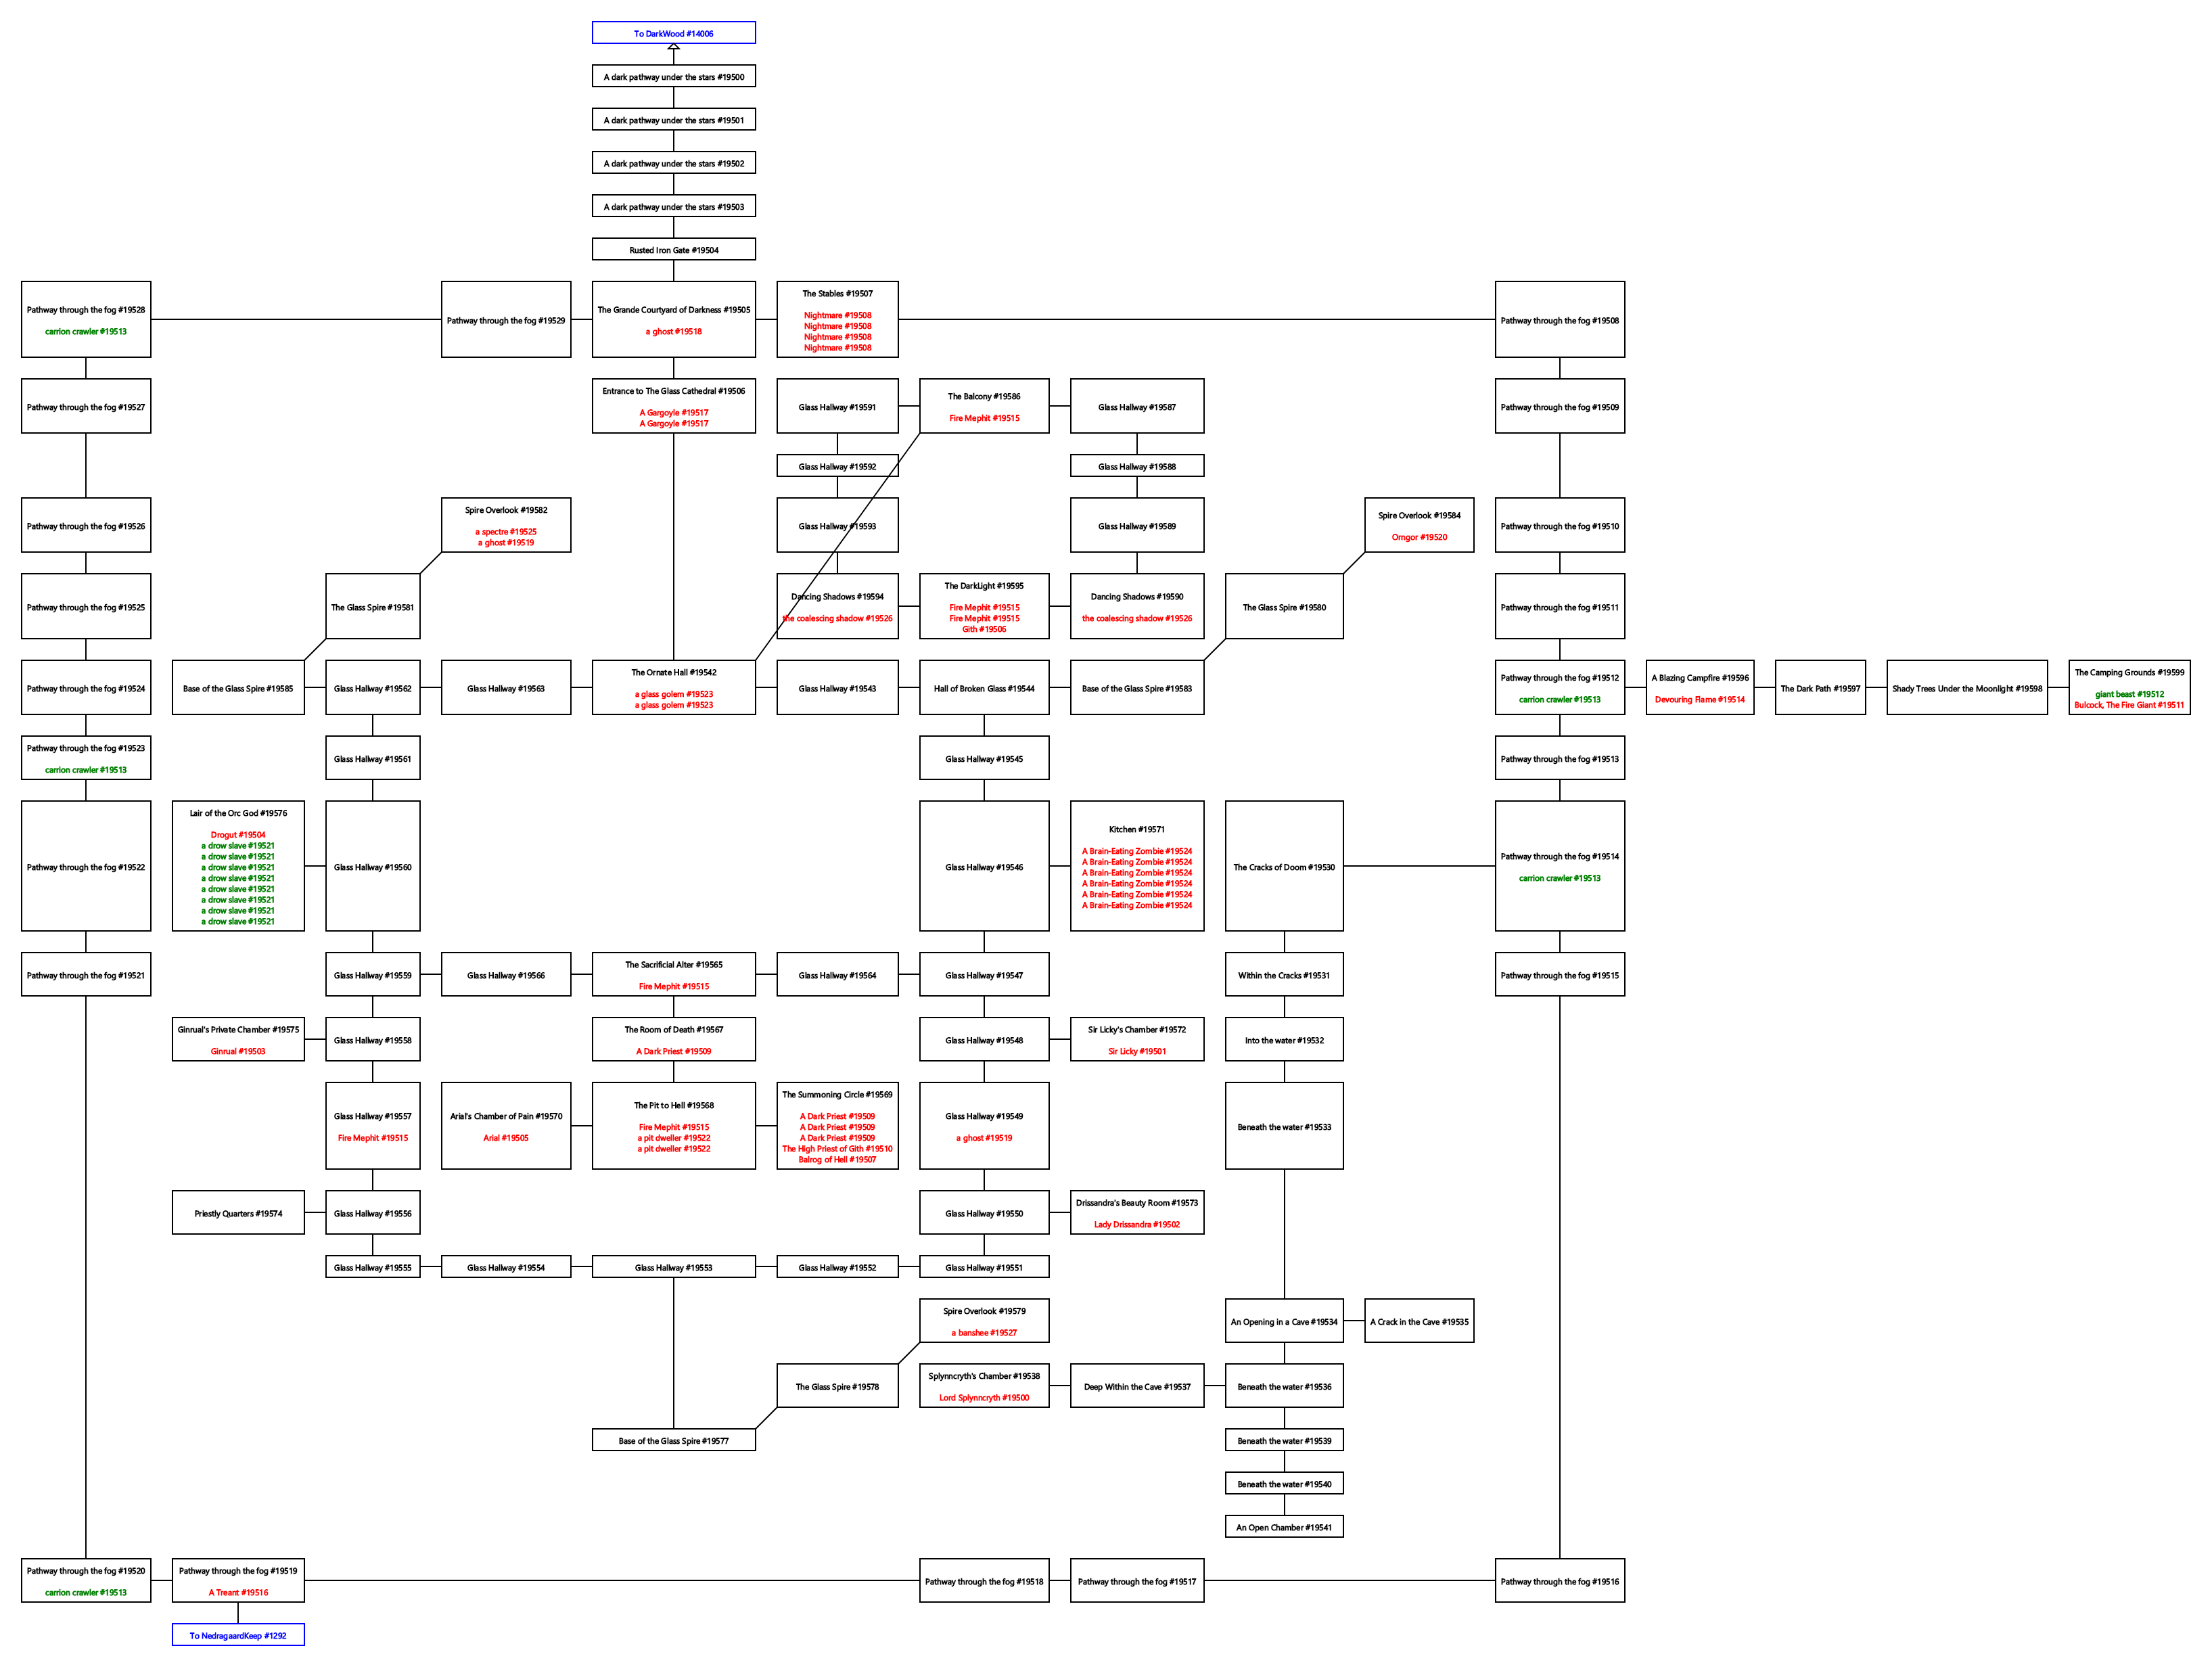 To DarkWood #14006
A dark pathway under the stars #19500
A dark pathway under the stars #19501
A dark pathway under the stars #19502
A dark pathway under the stars #19503
Rusted Iron Gate #19504
Pathway through the fog #19528
carrion crawler #19513
Pathway through the fog #19529
The Grande Courtyard of Darkness #19505
a ghost #19518
The Stables #19507
Nightmare #19508
Nightmare #19508
Nightmare #19508
Nightmare #19508
Pathway through the fog #19508
Pathway through the fog #19527
Entrance to The Glass Cathedral #19506
A Gargoyle #19517
A Gargoyle #19517
Glass Hallway #19591
The Balcony #19586
Fire Mephit #19515
Glass Hallway #19587
Pathway through the fog #19509
Glass Hallway #19592
Glass Hallway #19588
Pathway through the fog #19526
Spire Overlook #19582
a spectre #19525
a ghost #19519
Glass Hallway #19593
Glass Hallway #19589
Spire Overlook #19584
Orngor #19520
Pathway through the fog #19510
Pathway through the fog #19525
The Glass Spire #19581
Dancing Shadows #19594
the coalescing shadow #19526
The DarkLight #19595
Fire Mephit #19515
Fire Mephit #19515
Gith #19506
Dancing Shadows #19590
the coalescing shadow #19526
The Glass Spire #19580
Pathway through the fog #19511
Pathway through the fog #19524
Base of the Glass Spire #19585
Glass Hallway #19562
Glass Hallway #19563
The Ornate Hall #19542
a glass golem #19523
a glass golem #19523
Glass Hallway #19543
Hall of Broken Glass #19544
Base of the Glass Spire #19583
Pathway through the fog #19512
carrion crawler #19513
A Blazing Campfire #19596
Devouring Flame #19514
The Dark Path #19597
Shady Trees Under the Moonlight #19598
The Camping Grounds #19599
giant beast #19512
Bulcock, The Fire Giant #19511
Pathway through the fog #19523
carrion crawler #19513
Glass Hallway #19561
Glass Hallway #19545
Pathway through the fog #19513
Pathway through the fog #19522
Lair of the Orc God #19576
Drogut #19504
a drow slave #19521
a drow slave #19521
a drow slave #19521
a drow slave #19521
a drow slave #19521
a drow slave #19521
a drow slave #19521
a drow slave #19521
Glass Hallway #19560
Glass Hallway #19546
Kitchen #19571
A Brain-Eating Zombie #19524
A Brain-Eating Zombie #19524
A Brain-Eating Zombie #19524
A Brain-Eating Zombie #19524
A Brain-Eating Zombie #19524
A Brain-Eating Zombie #19524
The Cracks of Doom #19530
Pathway through the fog #19514
carrion crawler #19513
Pathway through the fog #19521
Glass Hallway #19559
Glass Hallway #19566
The Sacrificial Alter #19565
Fire Mephit #19515
Glass Hallway #19564
Glass Hallway #19547
Within the Cracks #19531
Pathway through the fog #19515
Ginrual's Private Chamber #19575
Ginrual #19503
Glass Hallway #19558
The Room of Death #19567
A Dark Priest #19509
Glass Hallway #19548
Sir Licky's Chamber #19572
Sir Licky #19501
Into the water #19532
Glass Hallway #19557
Fire Mephit #19515
Arial's Chamber of Pain #19570
Arial #19505
The Pit to Hell #19568
Fire Mephit #19515
a pit dweller #19522
a pit dweller #19522
The Summoning Circle #19569
A Dark Priest #19509
A Dark Priest #19509
A Dark Priest #19509
The High Priest of Gith #19510
Balrog of Hell #19507
Glass Hallway #19549
a ghost #19519
Beneath the water #19533
Priestly Quarters #19574
Glass Hallway #19556
Glass Hallway #19550
Drissandra's Beauty Room #19573
Lady Drissandra #19502
Glass Hallway #19555
Glass Hallway #19554
Glass Hallway #19553
Glass Hallway #19552
Glass Hallway #19551
Spire Overlook #19579
a banshee #19527
An Opening in a Cave #19534
A Crack in the Cave #19535
The Glass Spire #19578
Splynncryth's Chamber #19538
Lord Splynncryth #19500
Deep Within the Cave #19537
Beneath the water #19536
Base of the Glass Spire #19577
Beneath the water #19539
Beneath the water #19540
An Open Chamber #19541
Pathway through the fog #19520
carrion crawler #19513
Pathway through the fog #19519
A Treant #19516
Pathway through the fog #19518
Pathway through the fog #19517
Pathway through the fog #19516
To NedragaardKeep #1292